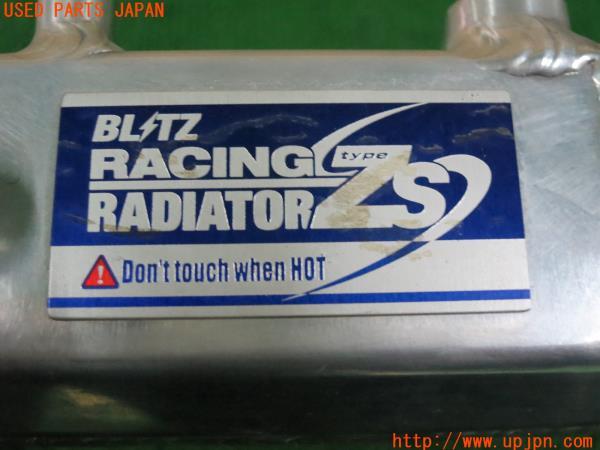 USED PARTS JAPAN
BLITZ
RACING
type
ZS
RADIATOR
Don't touch when HOT
http://www.upjpn.com/